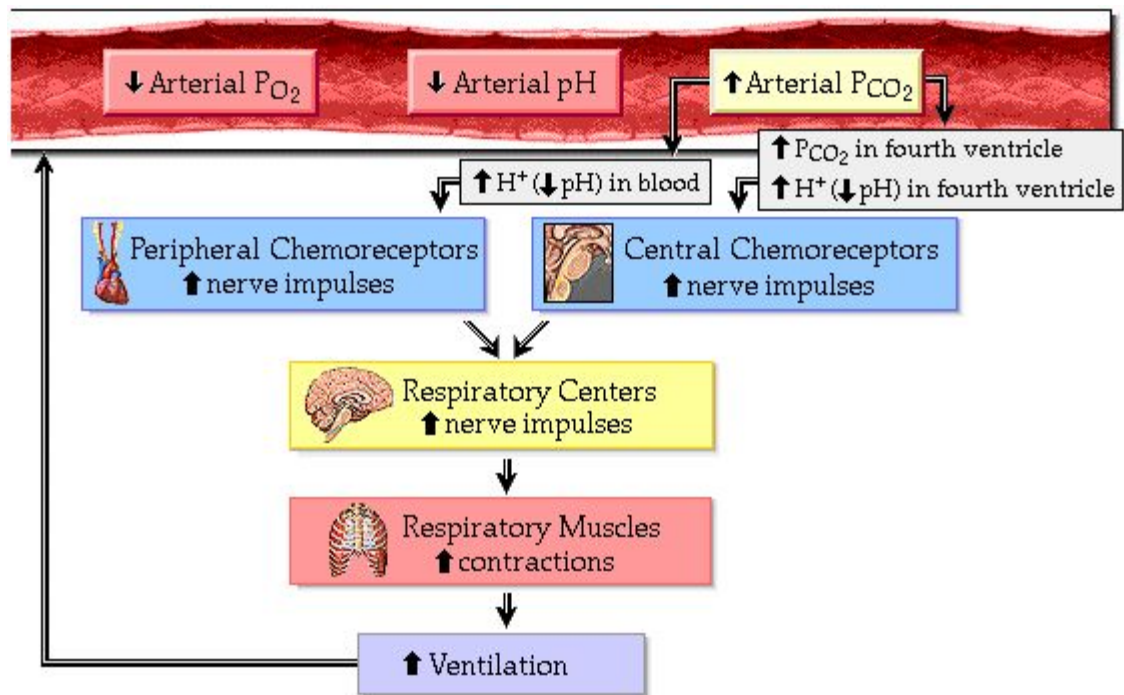 ↓ Arterial PO2
↓ Arterial pH
↑ Arterial PCO2
↑ PCO2 in fourth ventricle
↑ H+ (↓ pH) in fourth ventricle
↑ H+ (↓ pH) in blood
Peripheral Chemoreceptors
↑ nerve impulses
Central Chemoreceptors
↑ nerve impulses
Respiratory Centers
↑ nerve impulses
Respiratory Muscles
↑ contractions
↑ Ventilation